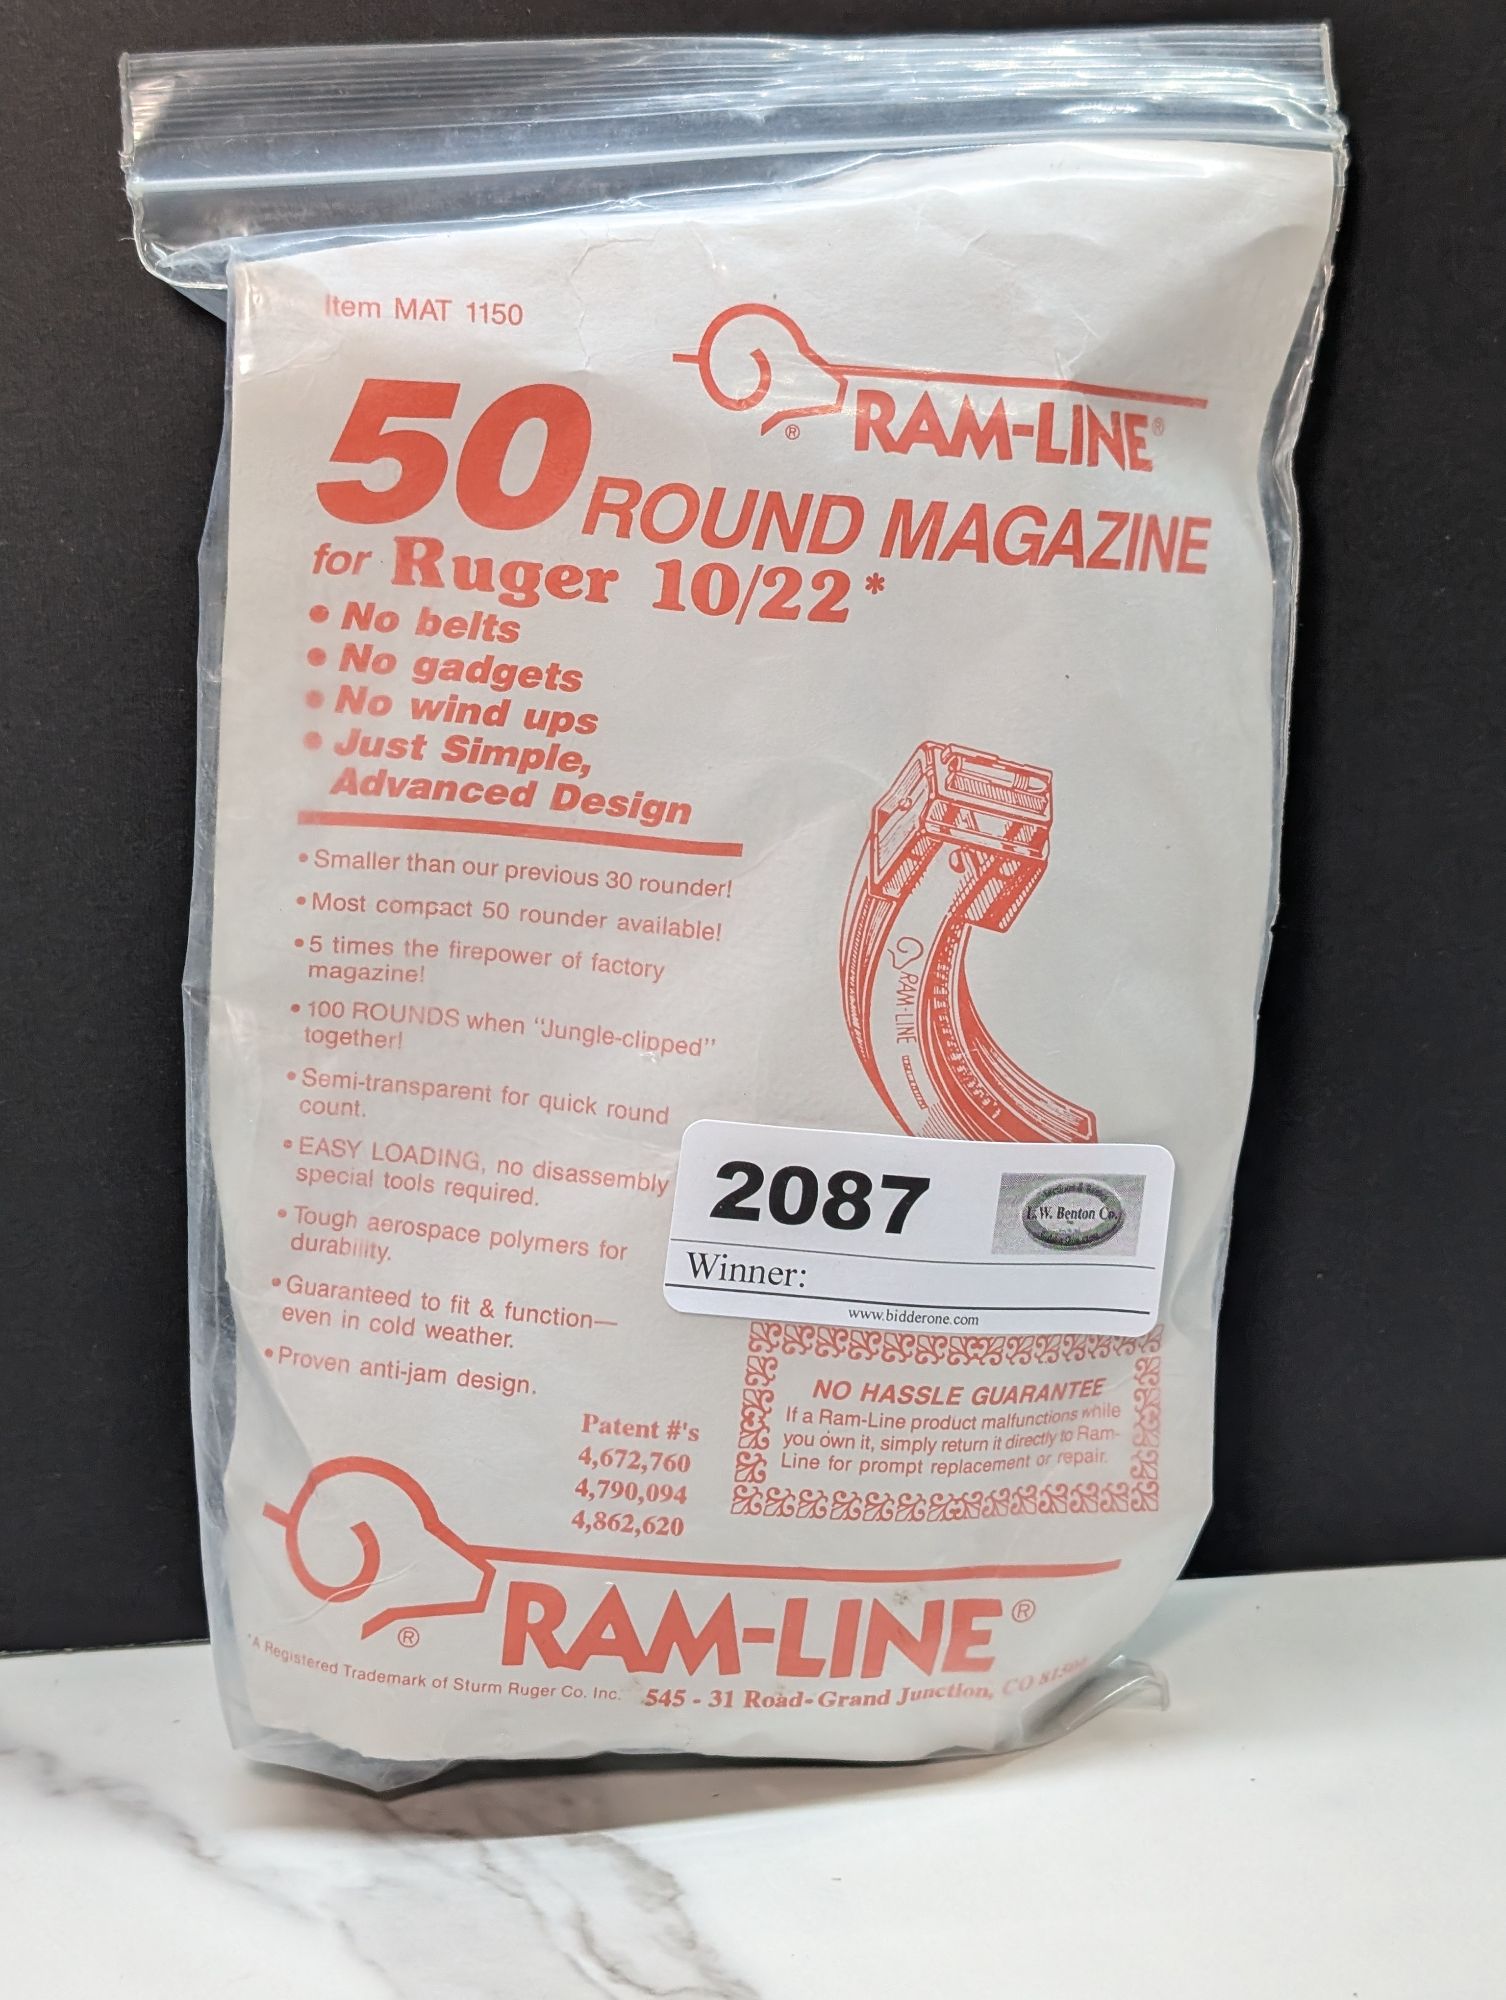 Item MAT 1150
RAM-LINE®
®
50 ROUND MAGAZINE
for Ruger 10/22*
• No belts
• No gadgets
• No wind ups
• Just Simple,
Advanced Design
• Smaller than our previous 30 rounder!
• Most compact 50 rounder available!
• 5 times the firepower of factory
magazine!
• 100 ROUNDS when "Jungle-clipped"
together!
• Semi-transparent for quick round
count.
• EASY LOADING, no disassembly
special tools required.
• Tough aerospace polymers for
durability.
• Guaranteed to fit & function—
even in cold weather.
• Proven anti-jam design.
RAM-LINE
2087
L.W. Benton Co.
Winner:
www.bidderone.com
NO HASSLE GUARANTEE
If a Ram-Line product malfunctions while
you own it, simply return it directly to Ram-
Line for prompt replacement or repair.
Patent #'s
4,672,760
4,790,094
4,862,620
®
RAM-LINE®
*A Registered Trademark of Sturm Ruger Co. Inc.
545 - 31 Road- Grand Junction, CO